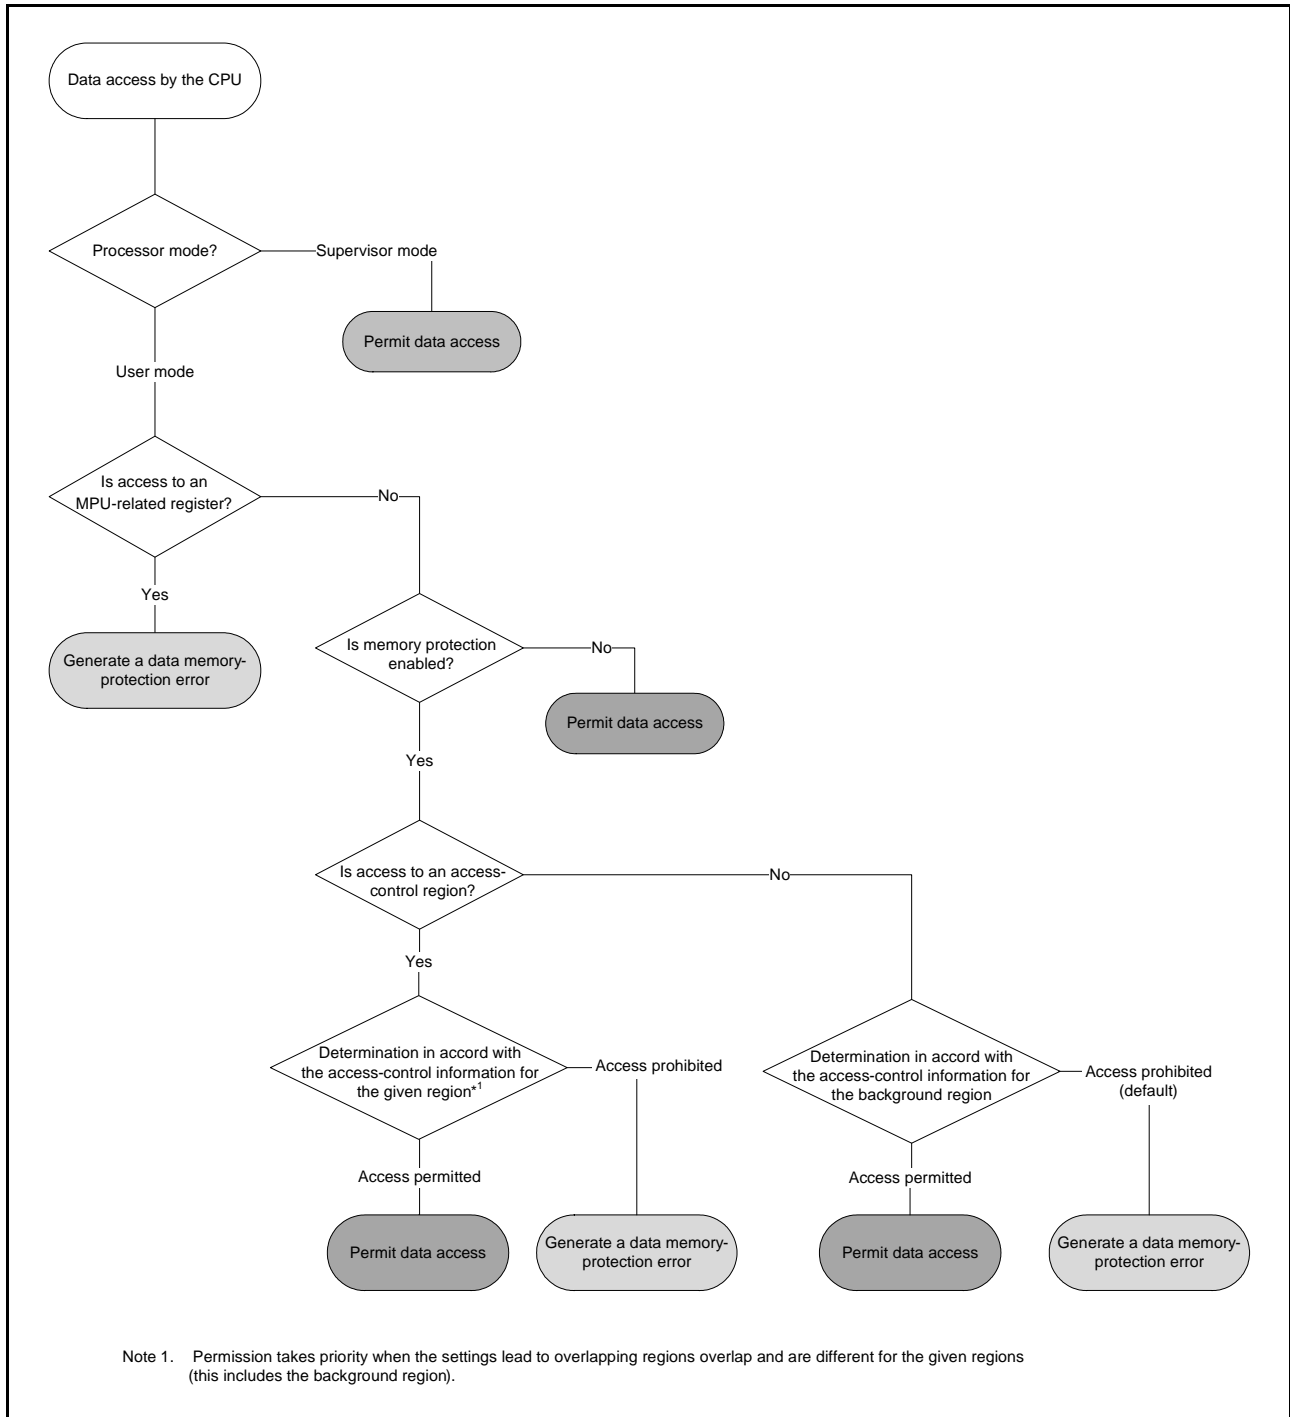 Data access by the CPU
Processor mode?
Supervisor mode
Permit data access
User mode
Is access to an
MPU-related register?
No
Yes
Generate a data memory-
protection error
Is memory protection
enabled?
No
Permit data access
Yes
Is access to an access-
control region?
No
Yes
Determination in accord with
the access-control information for
the given region*1
Access prohibited
Determination in accord with
the access-control information for
the background region
Access prohibited
(default)
Access permitted
Access permitted
Permit data access
Generate a data memory-
protection error
Permit data access
Generate a data memory-
protection error
Note 1. Permission takes priority when the settings lead to overlapping regions overlap and are different for the given regions
(this includes the background region).